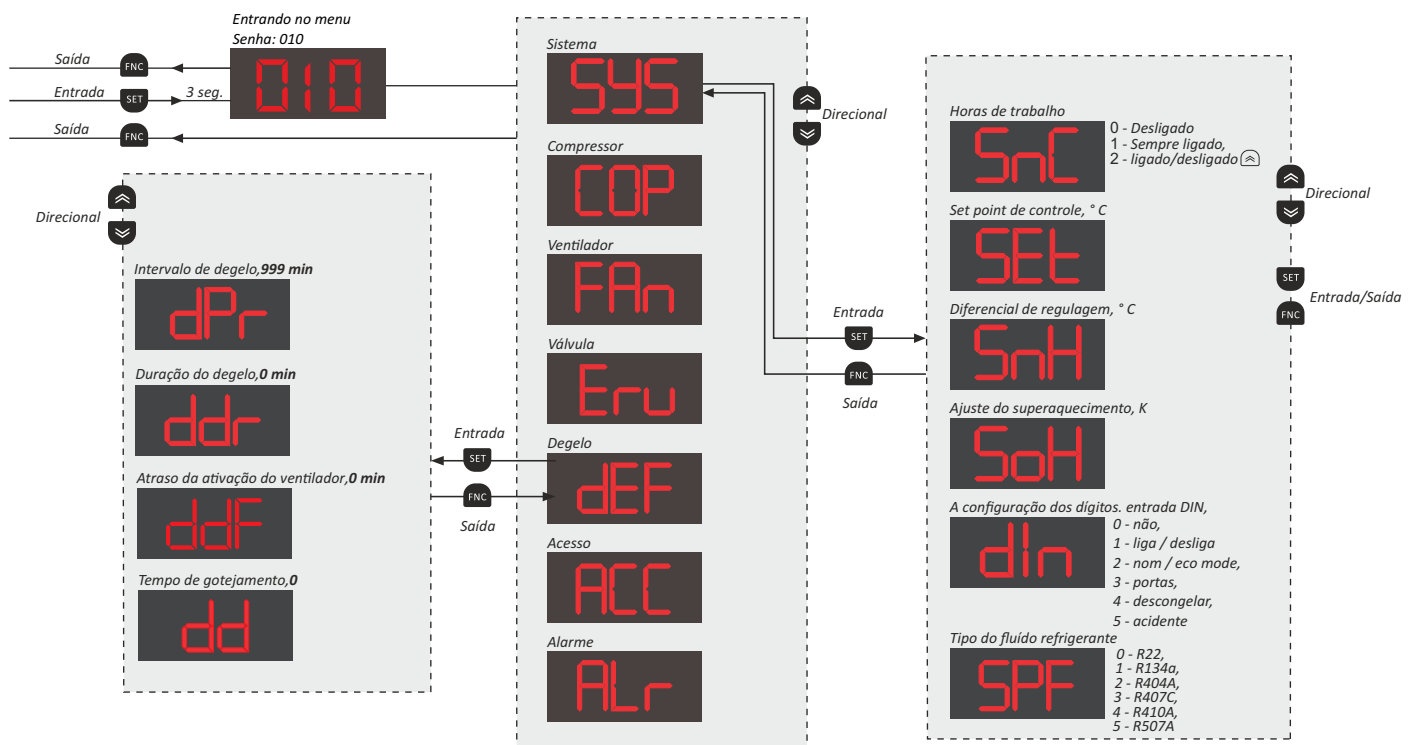 Entrando no menu
Senha: 010
010
Saída
FNC
Entrada
SET
3 seg.
Saída
FNC
Direcional
Intervalo de degelo,999 min
dPr
Duração do degelo,0 min
ddr
Atraso da ativação do ventilador,0 min
ddF
Tempo de gotejamento,0
dd
Entrada
SET
FNC
Saída
Sistema
SYS
Compressor
COP
Ventilador
FAn
Válvula
Eru
Degelo
dEF
Acesso
ACC
Alarme
ALr
Direcional
Entrada
SET
FNC
Saída
Horas de trabalho
SnC
0 - Desligado
1 - Sempre ligado,
2 - ligado/desligado
Set point de controle, ° C
SEt
Diferencial de regulagem, ° C
SnH
Ajuste do superaquecimento, K
SoH
A configuração dos dígitos. entrada DIN,
din
0 - não,
1 - liga / desliga
2 - nom / eco mode,
3 - portas,
4 - descongelar,
5 - acidente
Tipo do fluído refrigerante
SPF
0 - R22,
1 - R134a,
2 - R404A,
3 - R407C,
4 - R410A,
5 - R507A
Direcional
SET
Entrada/Saída
FNC